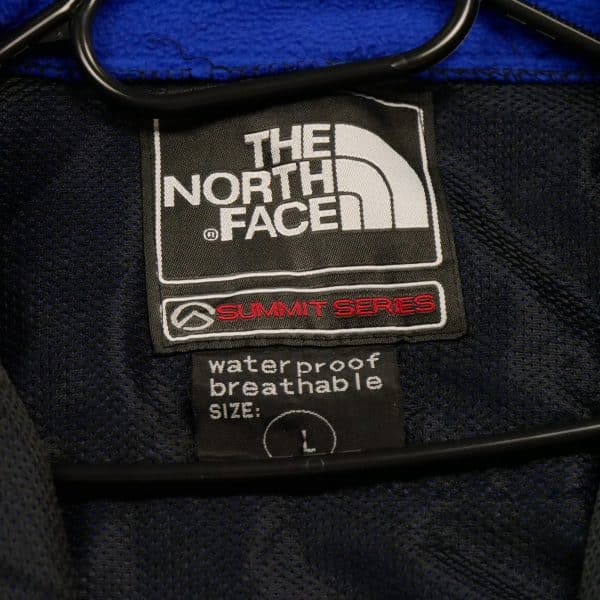 THE
NORTH
® FACE
SUMMIT SERIES
waterproof
breathable
SIZE:
L